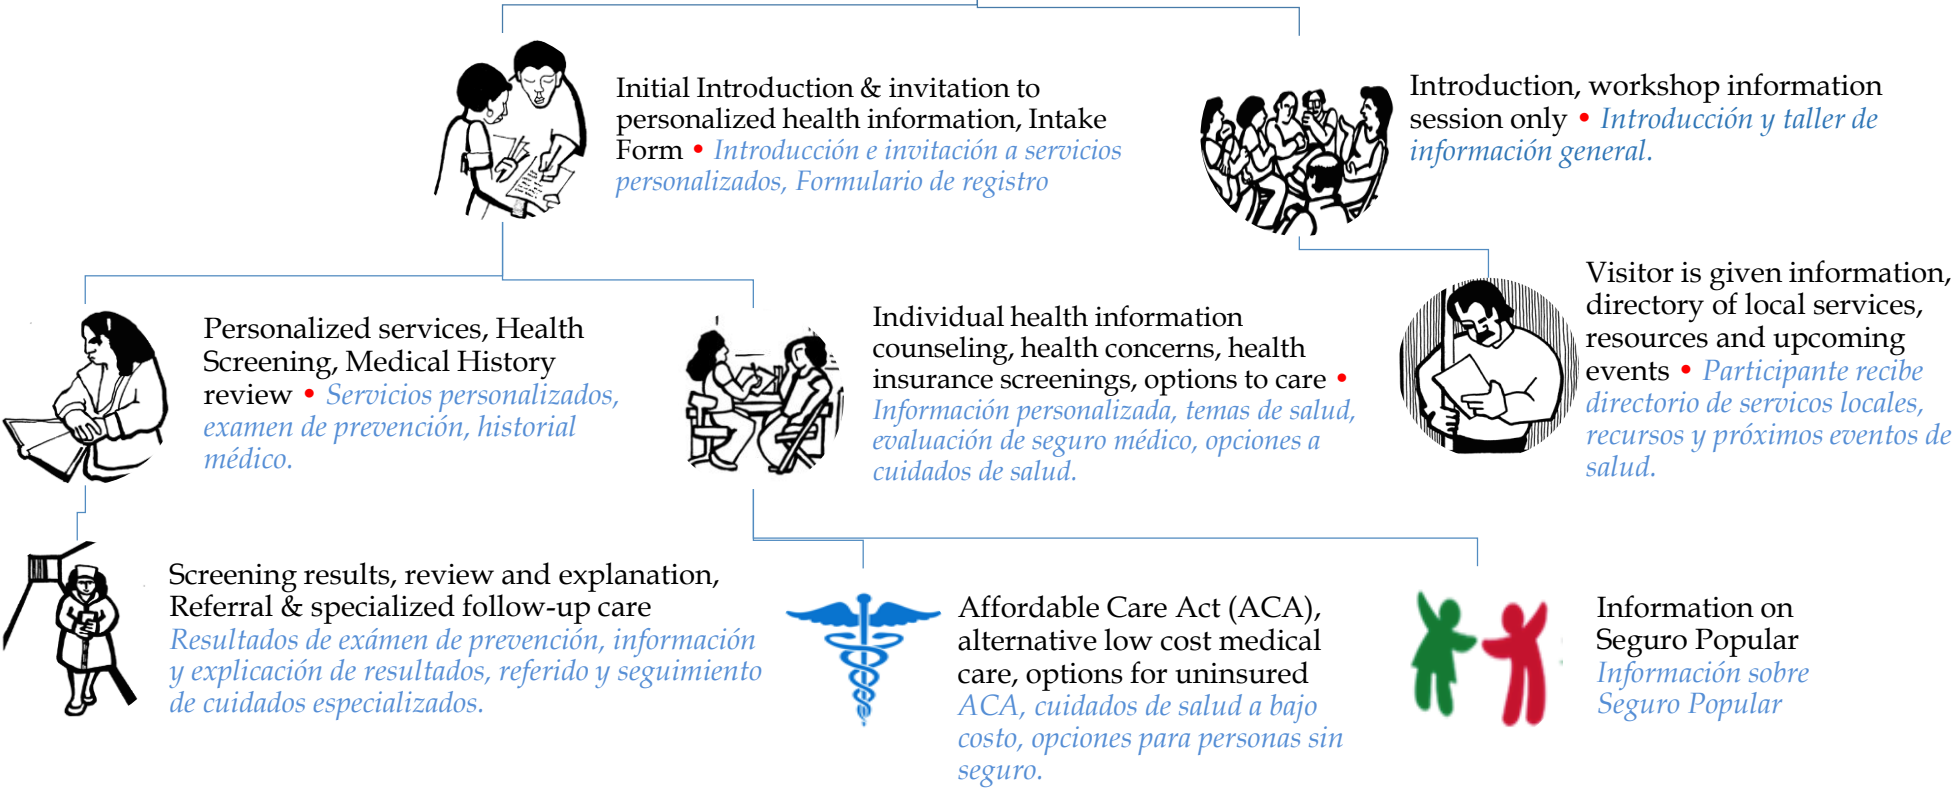 Initial Introduction & invitation to
personalized health information, Intake
Form • Introducción e invitación a servicios
personalizados, Formulario de registro
Introduction, workshop information
session only • Introducción y taller de
información general.
Personalized services, Health
Screening, Medical History
review • Servicios personalizados,
examen de prevención, historial
médico.
Individual health information
counseling, health concerns, health
insurance screenings, options to care •
Información personalizada, temas de salud,
evaluación de seguro médico, opciones a
cuidados de salud.
Visitor is given information,
directory of local services,
resources and upcoming
events • Participante recibe
directorio de servicos locales,
recursos y próximos eventos de
salud.
Screening results, review and explanation,
Referral & specialized follow-up care
Resultados de exámen de prevención, información
y explicación de resultados, referido y seguimiento
de cuidados especializados.
Affordable Care Act (ACA),
alternative low cost medical
care, options for uninsured
ACA, cuidados de salud a bajo
costo, opciones para personas sin
seguro.
Information on
Seguro Popular
Información sobre
Seguro Popular